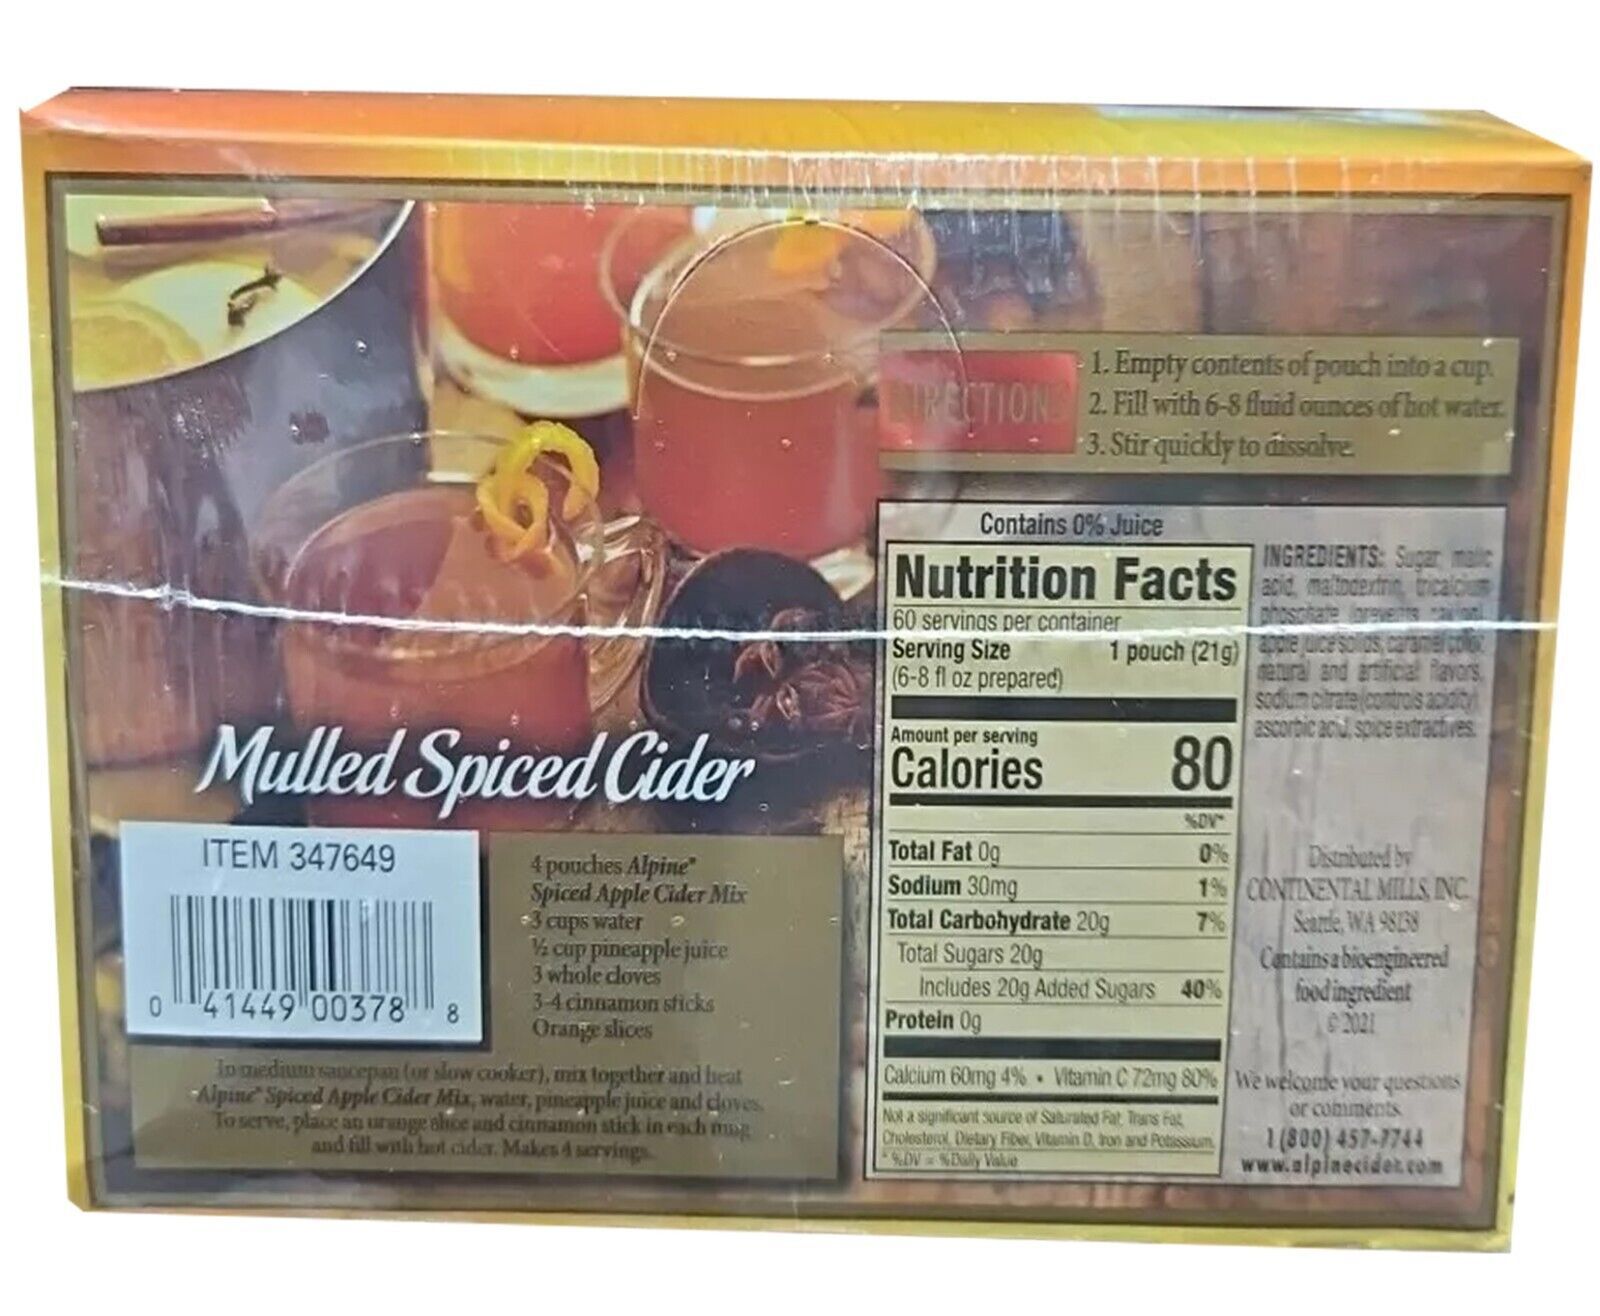 DIRECTIONS
1. Empty contents of pouch into a cup.
2. Fill with 6-8 fluid ounces of hot water.
3. Stir quickly to dissolve.
Contains 0% Juice
Nutrition Facts
60 servings per container
Serving Size 1 pouch (21g)
(6-8 fl oz prepared)
Amount per serving
Calories 80
%DV*
Total Fat 0g 0%
Sodium 30mg 1%
Total Carbohydrate 20g 7%
Total Sugars 20g
Includes 20g Added Sugars 40%
Protein 0g
Calcium 60mg 4% • Vitamin C 72mg 80%
Not a significant source of Saturated Fat, Trans Fat,
Cholesterol, Dietary Fiber, Vitamin D, Iron and Potassium.
*%DV = %Daily Value
INGREDIENTS: Sugar, malic
acid, maltodextrin, tricalcium
phosphate (prevents caking),
apple juice solids, caramel color,
natural and artificial flavors,
sodium citrate (controls acidity),
ascorbic acid, spice extractives.
Distributed by
CONTINENTAL MILLS, INC.
Seattle, WA 98138
Contains a bioengineered
food ingredient
© 2021
We welcome your questions
or comments.
1 (800) 457-7744
www.alpinecider.com
Mulled Spiced Cider
ITEM 347649
0 41449 00378 8
4 pouches Alpine®
Spiced Apple Cider Mix
3 cups water
½ cup pineapple juice
3 whole cloves
3-4 cinnamon sticks
Orange slices
In medium saucepan (or slow cooker), mix together and heat
Alpine® Spiced Apple Cider Mix, water, pineapple juice and cloves.
To serve, place an orange slice and cinnamon stick in each mug
and fill with hot cider. Makes 4 servings.